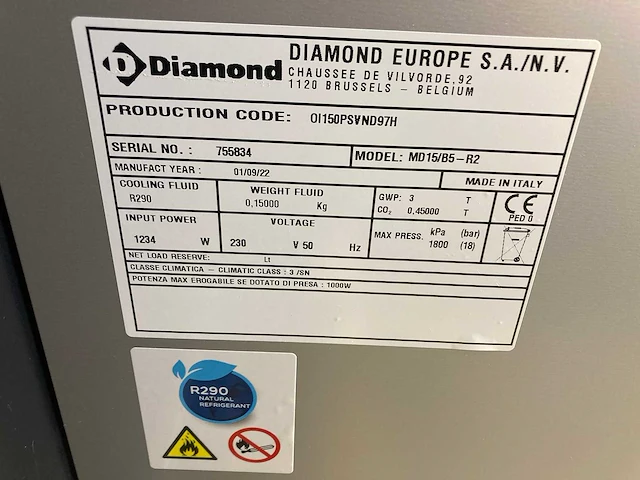 Diamond
DIAMOND EUROPE S.A./N.V.
CHAUSSEE DE VILVORDE,92
1120 BRUSSELS – BELGIUM
PRODUCTION CODE: OI150PSVND97H
SERIAL NO.: 755834
MODEL: MD15/B5-R2
MANUFACT YEAR: 01/09/22
MADE IN ITALY
COOLING FLUID
R290
WEIGHT FLUID
0,15000 Kg
GWP: 3 T
CO₂ 0,45000 T
CE
PED 0
INPUT POWER
1234 W
VOLTAGE
230 V 50 Hz
MAX PRESS. kPa (bar)
1800 (18)
NET LOAD RESERVE: Lt
CLASSE CLIMATICA – CLIMATIC CLASS : 3 /SN
POTENZA MAX EROGABILE SE DOTATO DI PRESA : 1000W
R290
NATURAL
REFRIGERANT